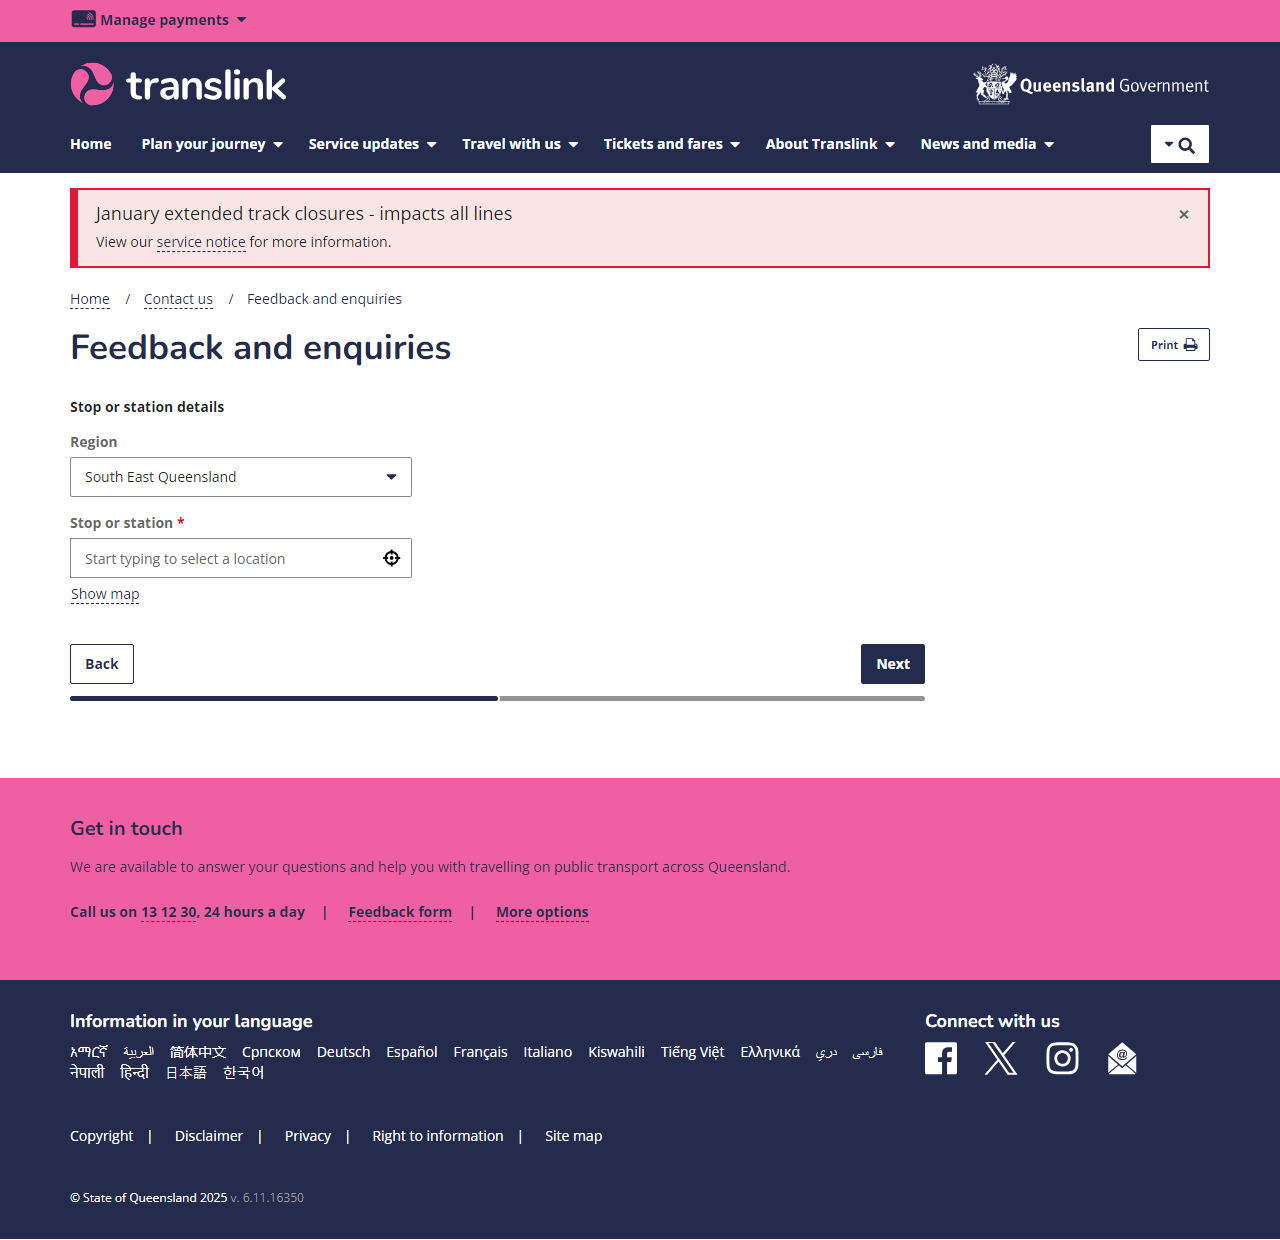 Manage payments
translink
Queensland Government
Home Plan your journey Service updates Travel with us Tickets and fares About Translink News and media
January extended track closures - impacts all lines
×
View our service notice for more information.
Home / Contact us / Feedback and enquiries
Feedback and enquiries
Print
Stop or station details
Region
South East Queensland
Stop or station *
Start typing to select a location
Show map
Back
Next
Get in touch
We are available to answer your questions and help you with travelling on public transport across Queensland.
Call us on 13 12 30, 24 hours a day | Feedback form | More options
Information in your language
አማርኛ العربية 简体中文 Српском Deutsch Español Français Italiano Kiswahili Tiếng Việt Ελληνικά دري فارسی
नेपाली हिन्दी 日本語 한국어
Connect with us
Copyright | Disclaimer | Privacy | Right to information | Site map
© State of Queensland 2025 v. 6.11.16350